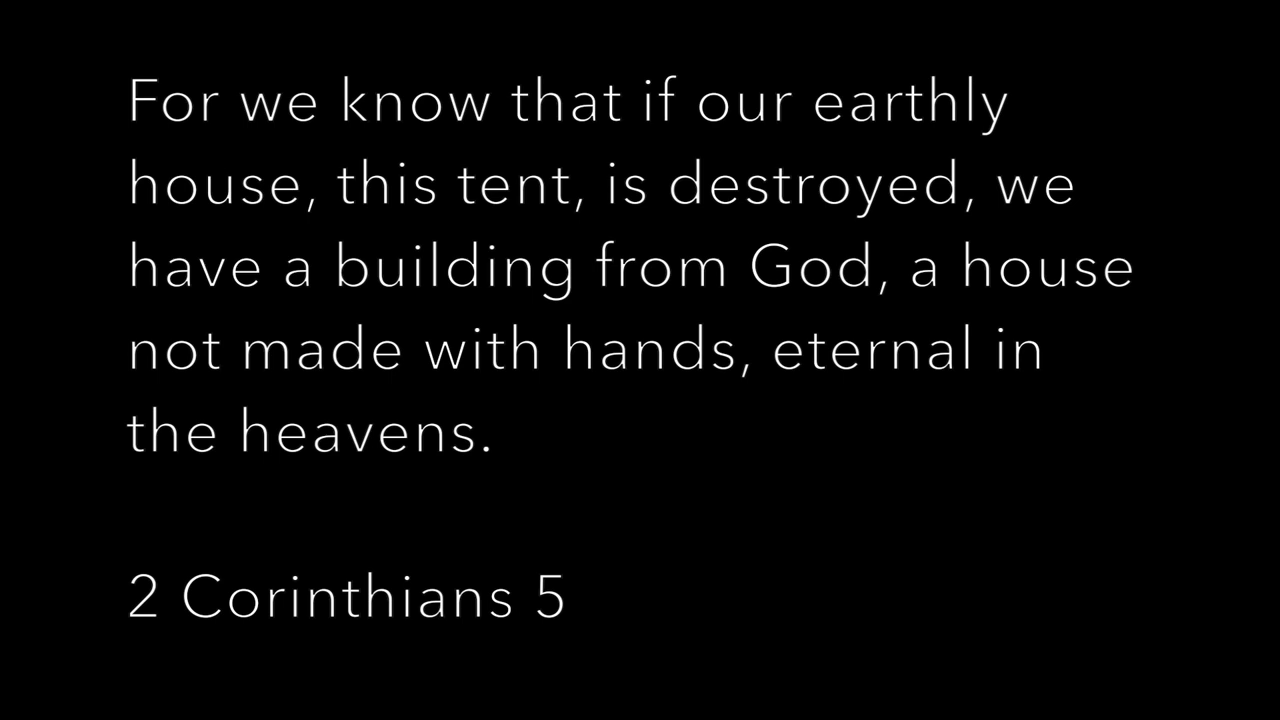 For we know that if our earthly
house, this tent, is destroyed, we
have a building from God, a house
not made with hands, eternal in
the heavens.
2 Corinthians 5